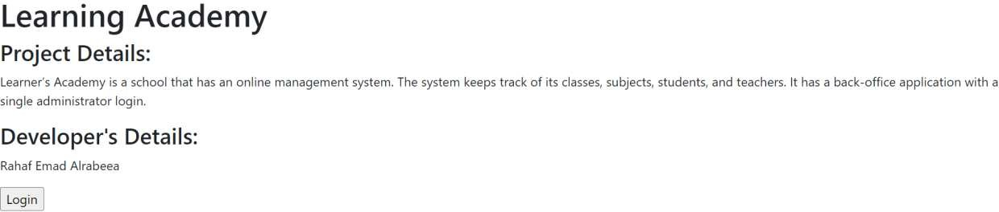 Learning Academy
Project Details:
Learner’s Academy is a school that has an online management system. The system keeps track of its classes, subjects, students, and teachers. It has a back-office application with a
single administrator login.
Developer's Details:
Rahaf Emad Alrabeea
Login